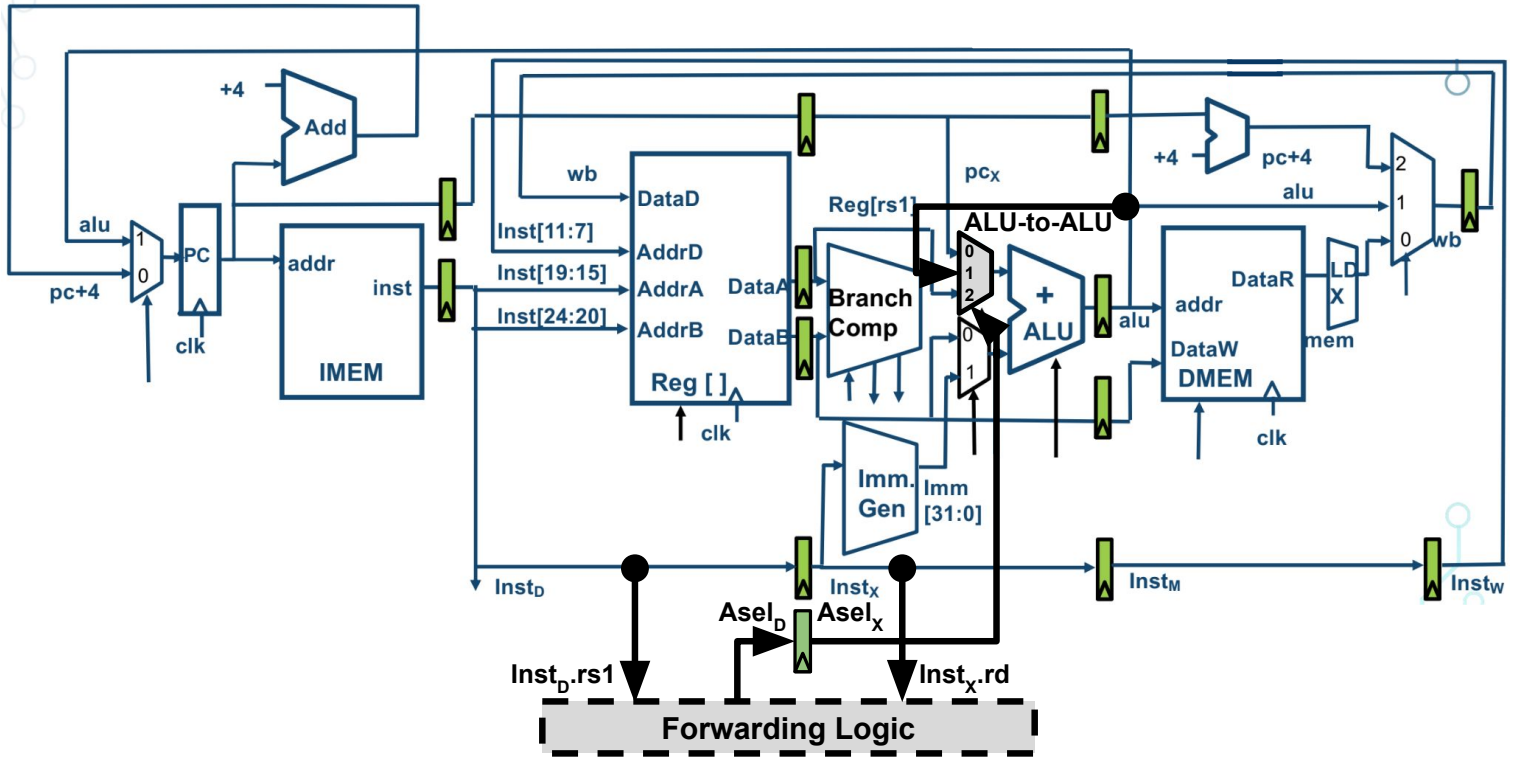 +4
Add
alu
1
0
pc+4
PC
clk
addr
inst
IMEM
wb
DataD
Inst[11:7]
AddrD
Inst[19:15]
AddrA
Inst[24:20]
AddrB
DataA
DataB
Reg [ ]
clk
Reg[rs1]
pcX
ALU-to-ALU
0
1
2
Branch
Comp
0
1
+
ALU
alu
Imm.
Gen
Imm
[31:0]
+4
pc+4
alu
addr
DataR
DataW
DMEM
clk
LD
X
mem
2
1
0
wb
InstD
InstX
InstM
InstW
AselD
AselX
InstD.rs1
InstX.rd
Forwarding Logic